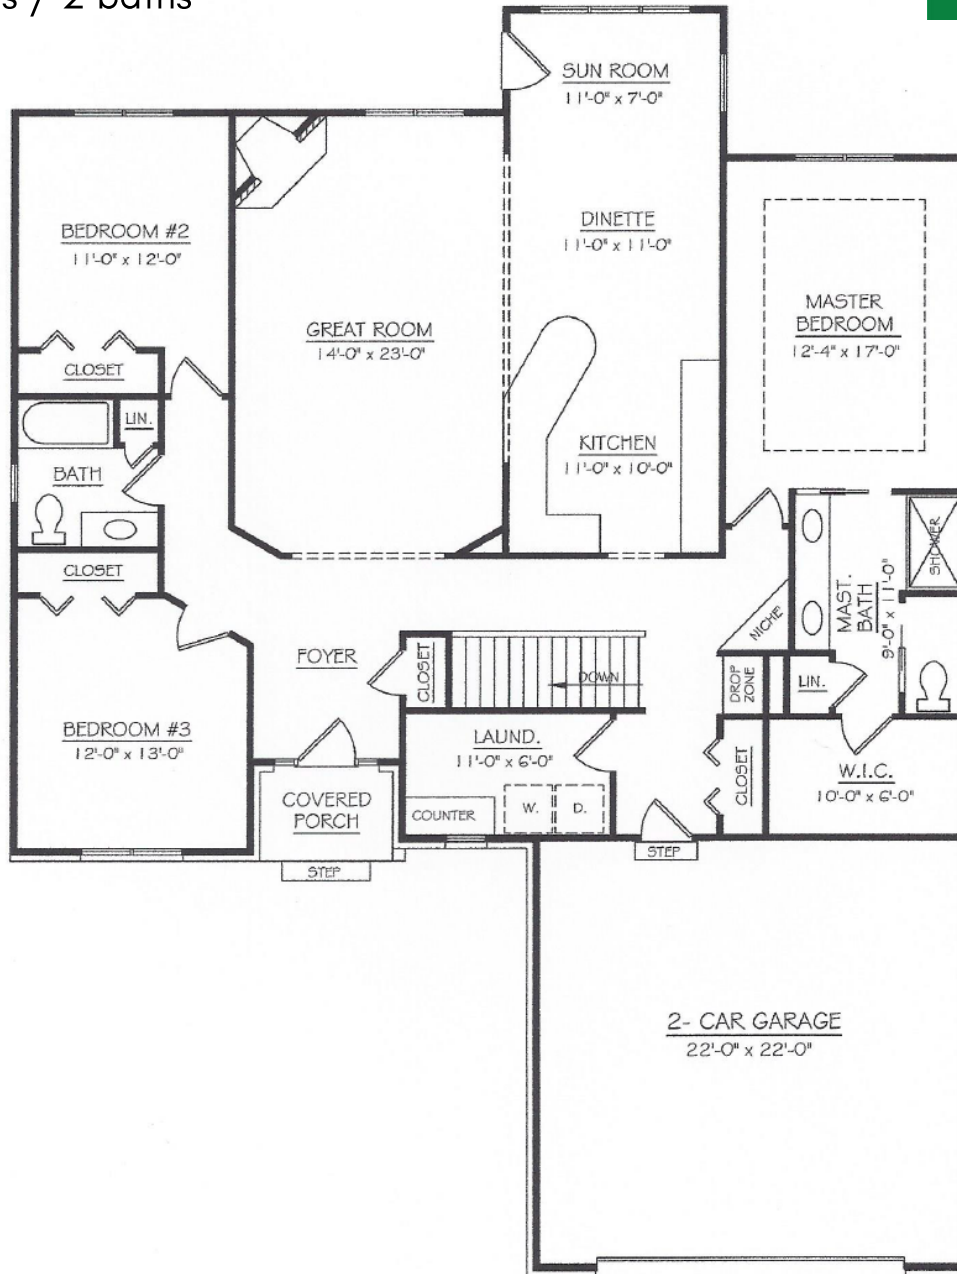 s / 2 baths
SUN ROOM
11'-0" x 7'-0"
DINETTE
11'-0" x 11'-0"
BEDROOM #2
11'-0" x 12'-0"
GREAT ROOM
14'-0" x 23'-0"
MASTER
BEDROOM
12'-4" x 17'-0"
CLOSET
LIN.
BATH
KITCHEN
11'-0" x 10'-0"
SHOWER
MAST.
BATH
9'-0" x 11'-0"
CLOSET
NICHE
FOYER
CLOSET
DOWN
DROP
ZONE
LIN.
BEDROOM #3
12'-0" x 13'-0"
LAUND.
11'-0" x 6'-0"
CLOSET
W.I.C.
10'-0" x 6'-0"
COVERED
PORCH
COUNTER
W.
D.
STEP
STEP
2- CAR GARAGE
22'-0" x 22'-0"